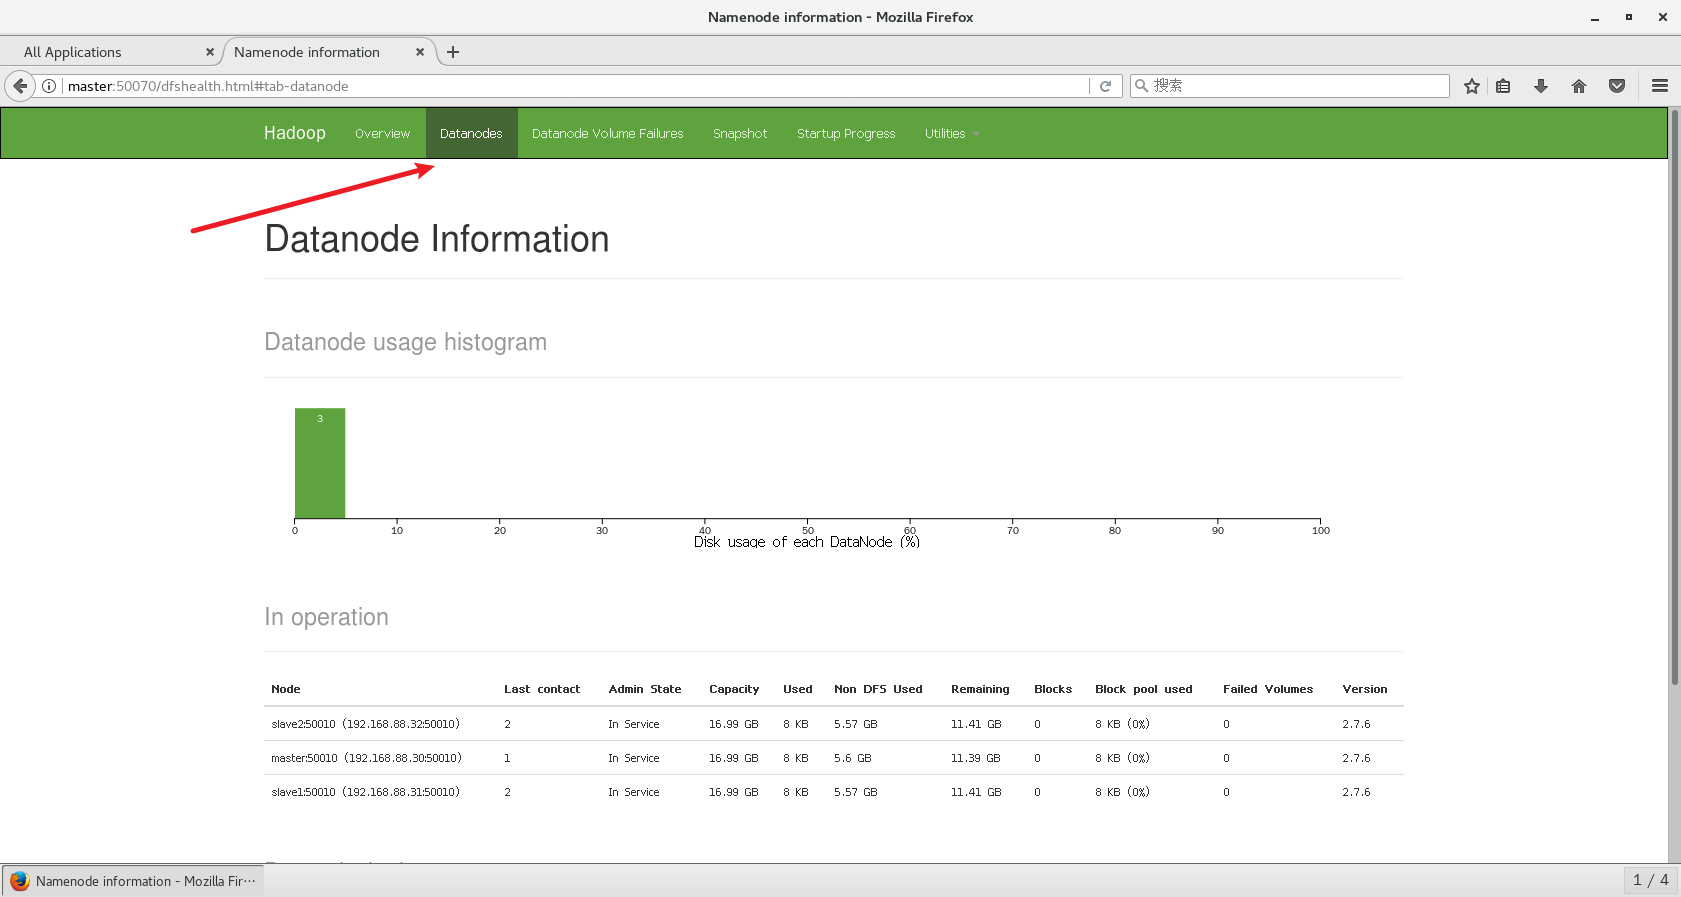 Namenode information - Mozilla Firefox
All Applications
Namenode information
master:50070/dfshealth.html#tab-datanode
搜索
Hadoop Overview Datanodes Datanode Volume Failures Snapshot Startup Progress Utilities
Datanode Information
Datanode usage histogram
3
0 10 20 30 40 50 60 70 80 90 100
Disk usage of each DataNode (%)
In operation
Node Last contact Admin State Capacity Used Non DFS Used Remaining Blocks Block pool used Failed Volumes Version
slave2:50010 (192.168.88.32:50010) 2 In Service 16.99 GB 8 KB 5.57 GB 11.41 GB 0 8 KB (0%) 0 2.7.6
master:50010 (192.168.88.30:50010) 1 In Service 16.99 GB 8 KB 5.6 GB 11.39 GB 0 8 KB (0%) 0 2.7.6
slave1:50010 (192.168.88.31:50010) 2 In Service 16.99 GB 8 KB 5.57 GB 11.41 GB 0 8 KB (0%) 0 2.7.6
Namenode information - Mozilla Fir···
1 / 4